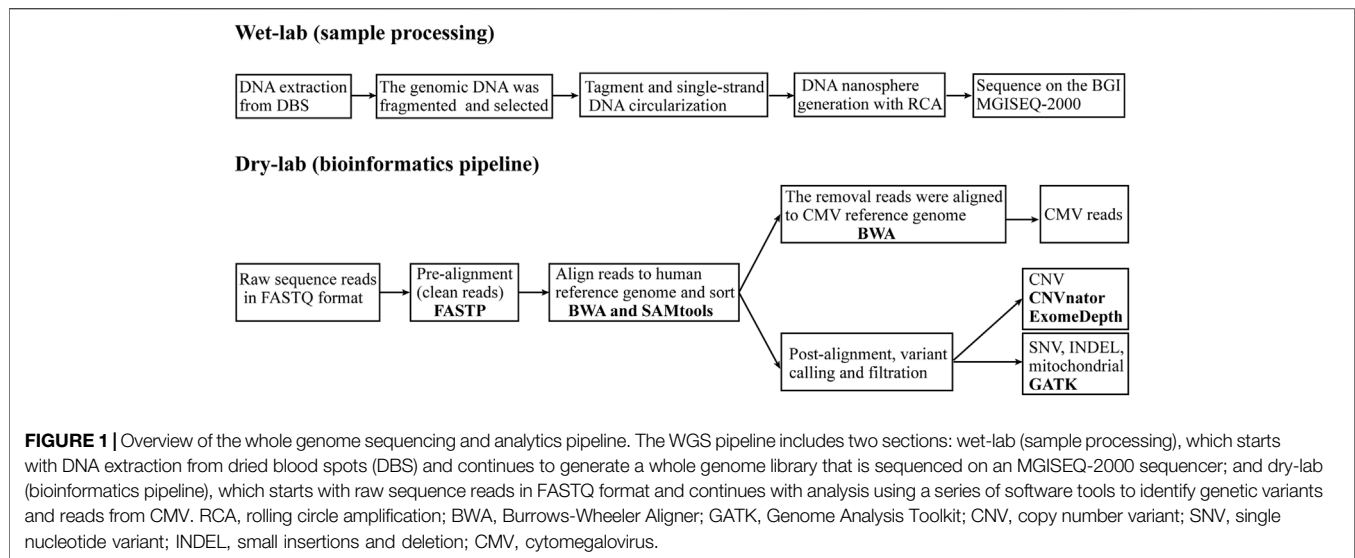 Wet-lab (sample processing)
DNA extraction
from DBS
The genomic DNA was
fragmented and selected
Tagment and single-strand
DNA circularization
DNA nanosphere
generation with RCA
Sequence on the BGI
MGISEQ-2000
Dry-lab (bioinformatics pipeline)
The removal reads were aligned
to CMV reference genome
BWA
CMV reads
Raw sequence reads
in FASTQ format
Pre-alignment
(clean reads)
FASTP
Align reads to human
reference genome and sort
BWA and SAMtools
CNV
CNVnator
ExomeDepth
Post-alignment, variant
calling and filtration
SNV, INDEL,
mitochondrial
GATK
FIGURE 1 | Overview of the whole genome sequencing and analytics pipeline. The WGS pipeline includes two sections: wet-lab (sample processing), which starts
with DNA extraction from dried blood spots (DBS) and continues to generate a whole genome library that is sequenced on an MGISEQ-2000 sequencer; and dry-lab
(bioinformatics pipeline), which starts with raw sequence reads in FASTQ format and continues with analysis using a series of software tools to identify genetic variants
and reads from CMV. RCA, rolling circle amplification; BWA, Burrows-Wheeler Aligner; GATK, Genome Analysis Toolkit; CNV, copy number variant; SNV, single
nucleotide variant; INDEL, small insertions and deletion; CMV, cytomegalovirus.